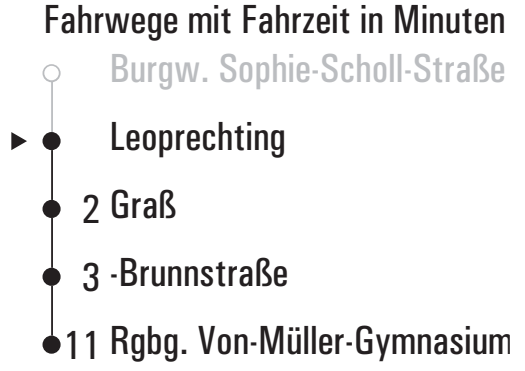 Fahrwege mit Fahrzeit in Minuten
Burgw. Sophie-Scholl-Straße
Leoprechting
2 Graß
3 -Brunnstraße
11 Rgbg. Von-Müller-Gymnasium